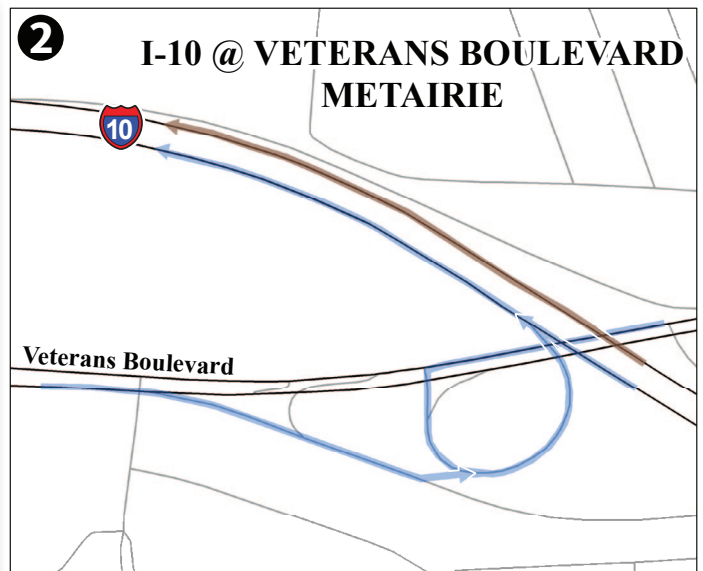 2
I-10 @ VETERANS BOULEVARD
METAIRIE
10
Veterans Boulevard